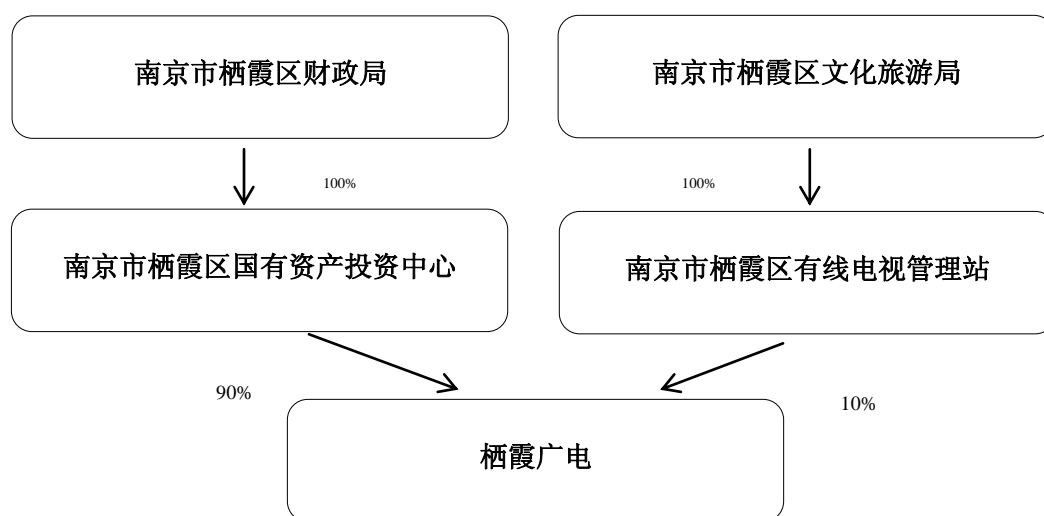 南京市栖霞区财政局
南京市栖霞区文化旅游局
100%
100%
南京市栖霞区国有资产投资中心
南京市栖霞区有线电视管理站
90%
10%
栖霞广电